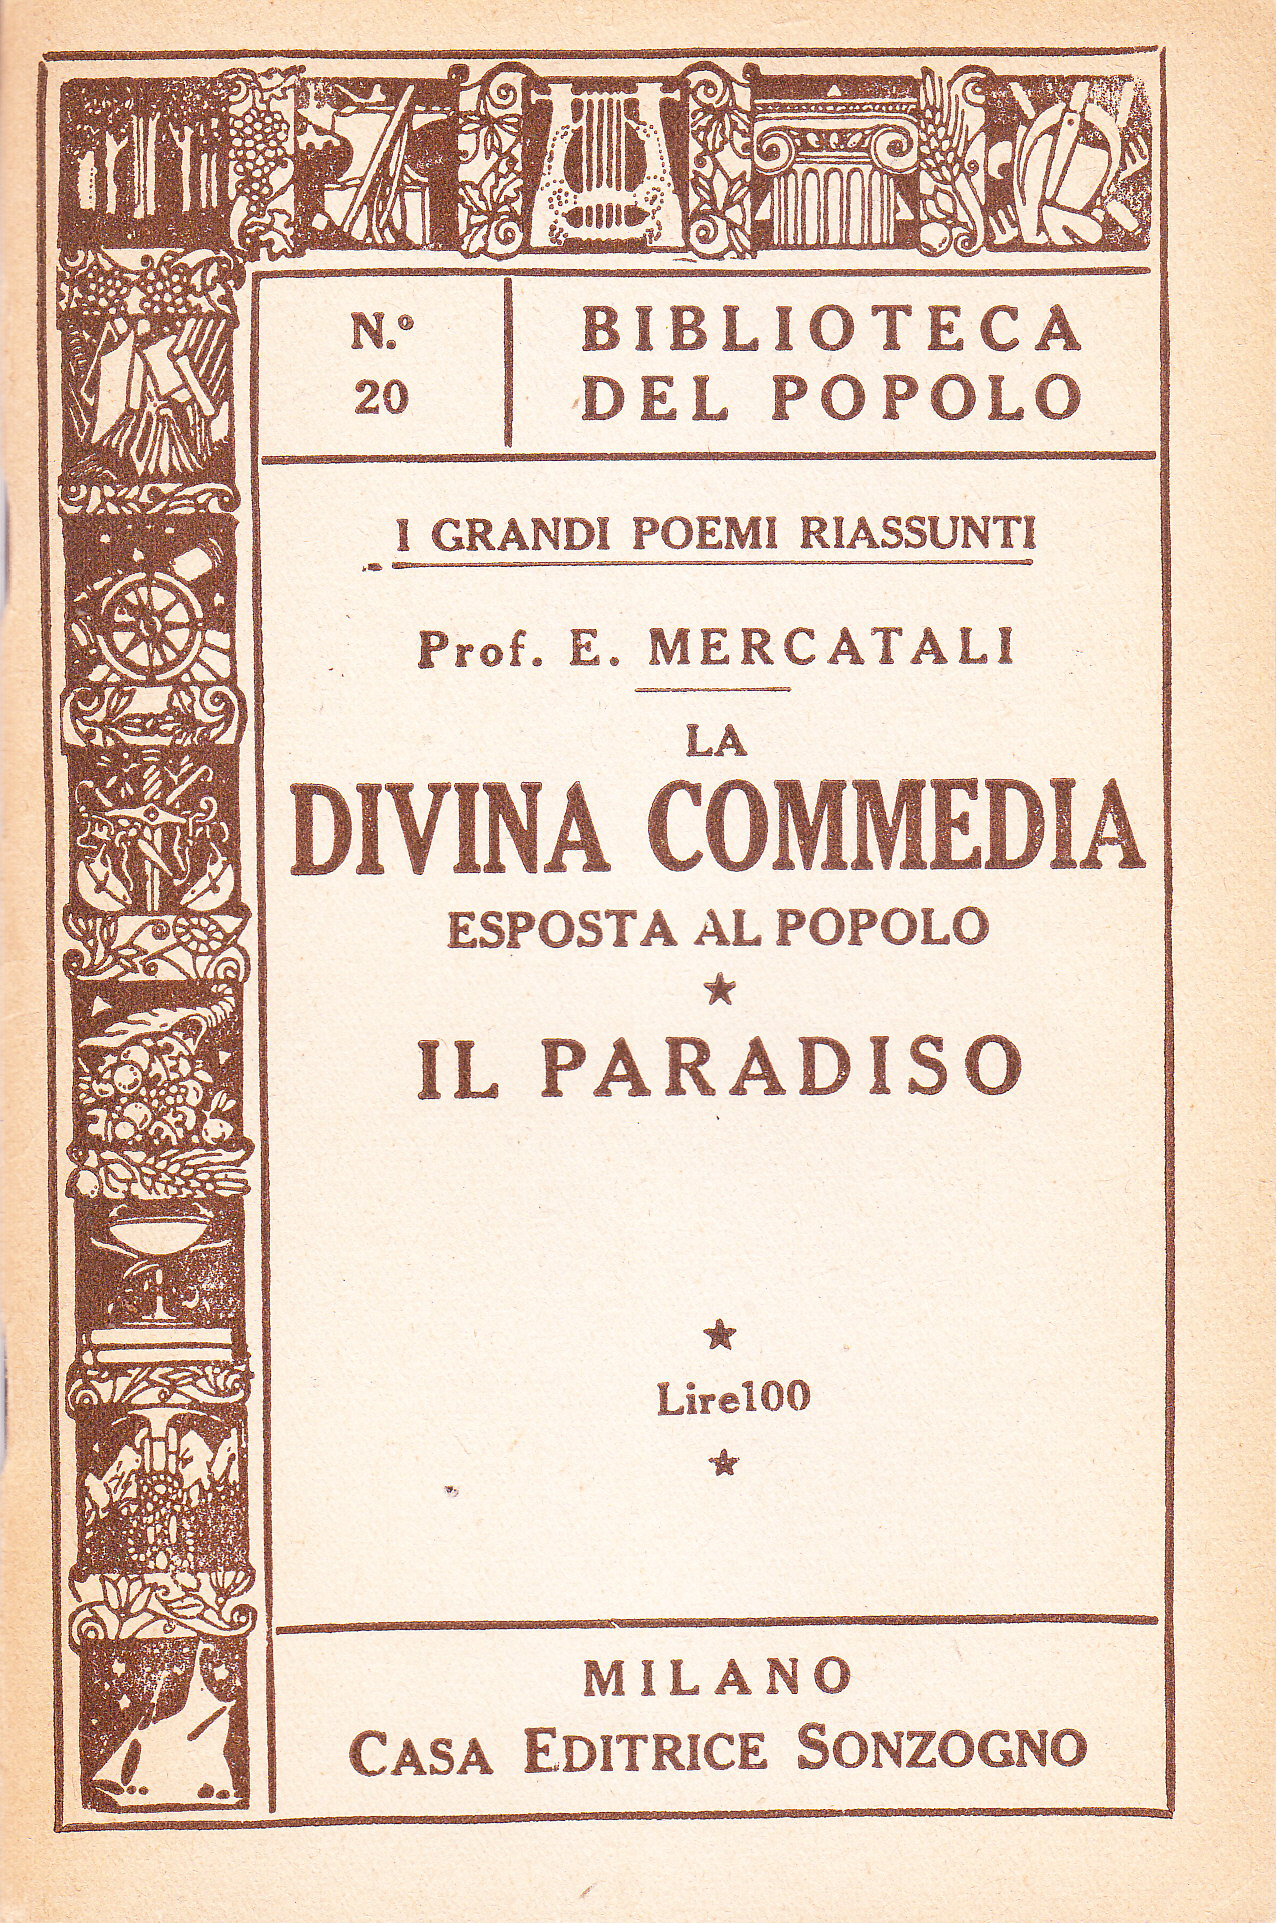 N.º
20
BIBLIOTECA
DEL POPOLO
I GRANDI POEMI RIASSUNTI
Prof. E. MERCATALI
LA
DIVINA COMMEDIA
ESPOSTA AL POPOLO
IL PARADISO
Lire100
MILANO
CASA EDITRICE SONZOGNO